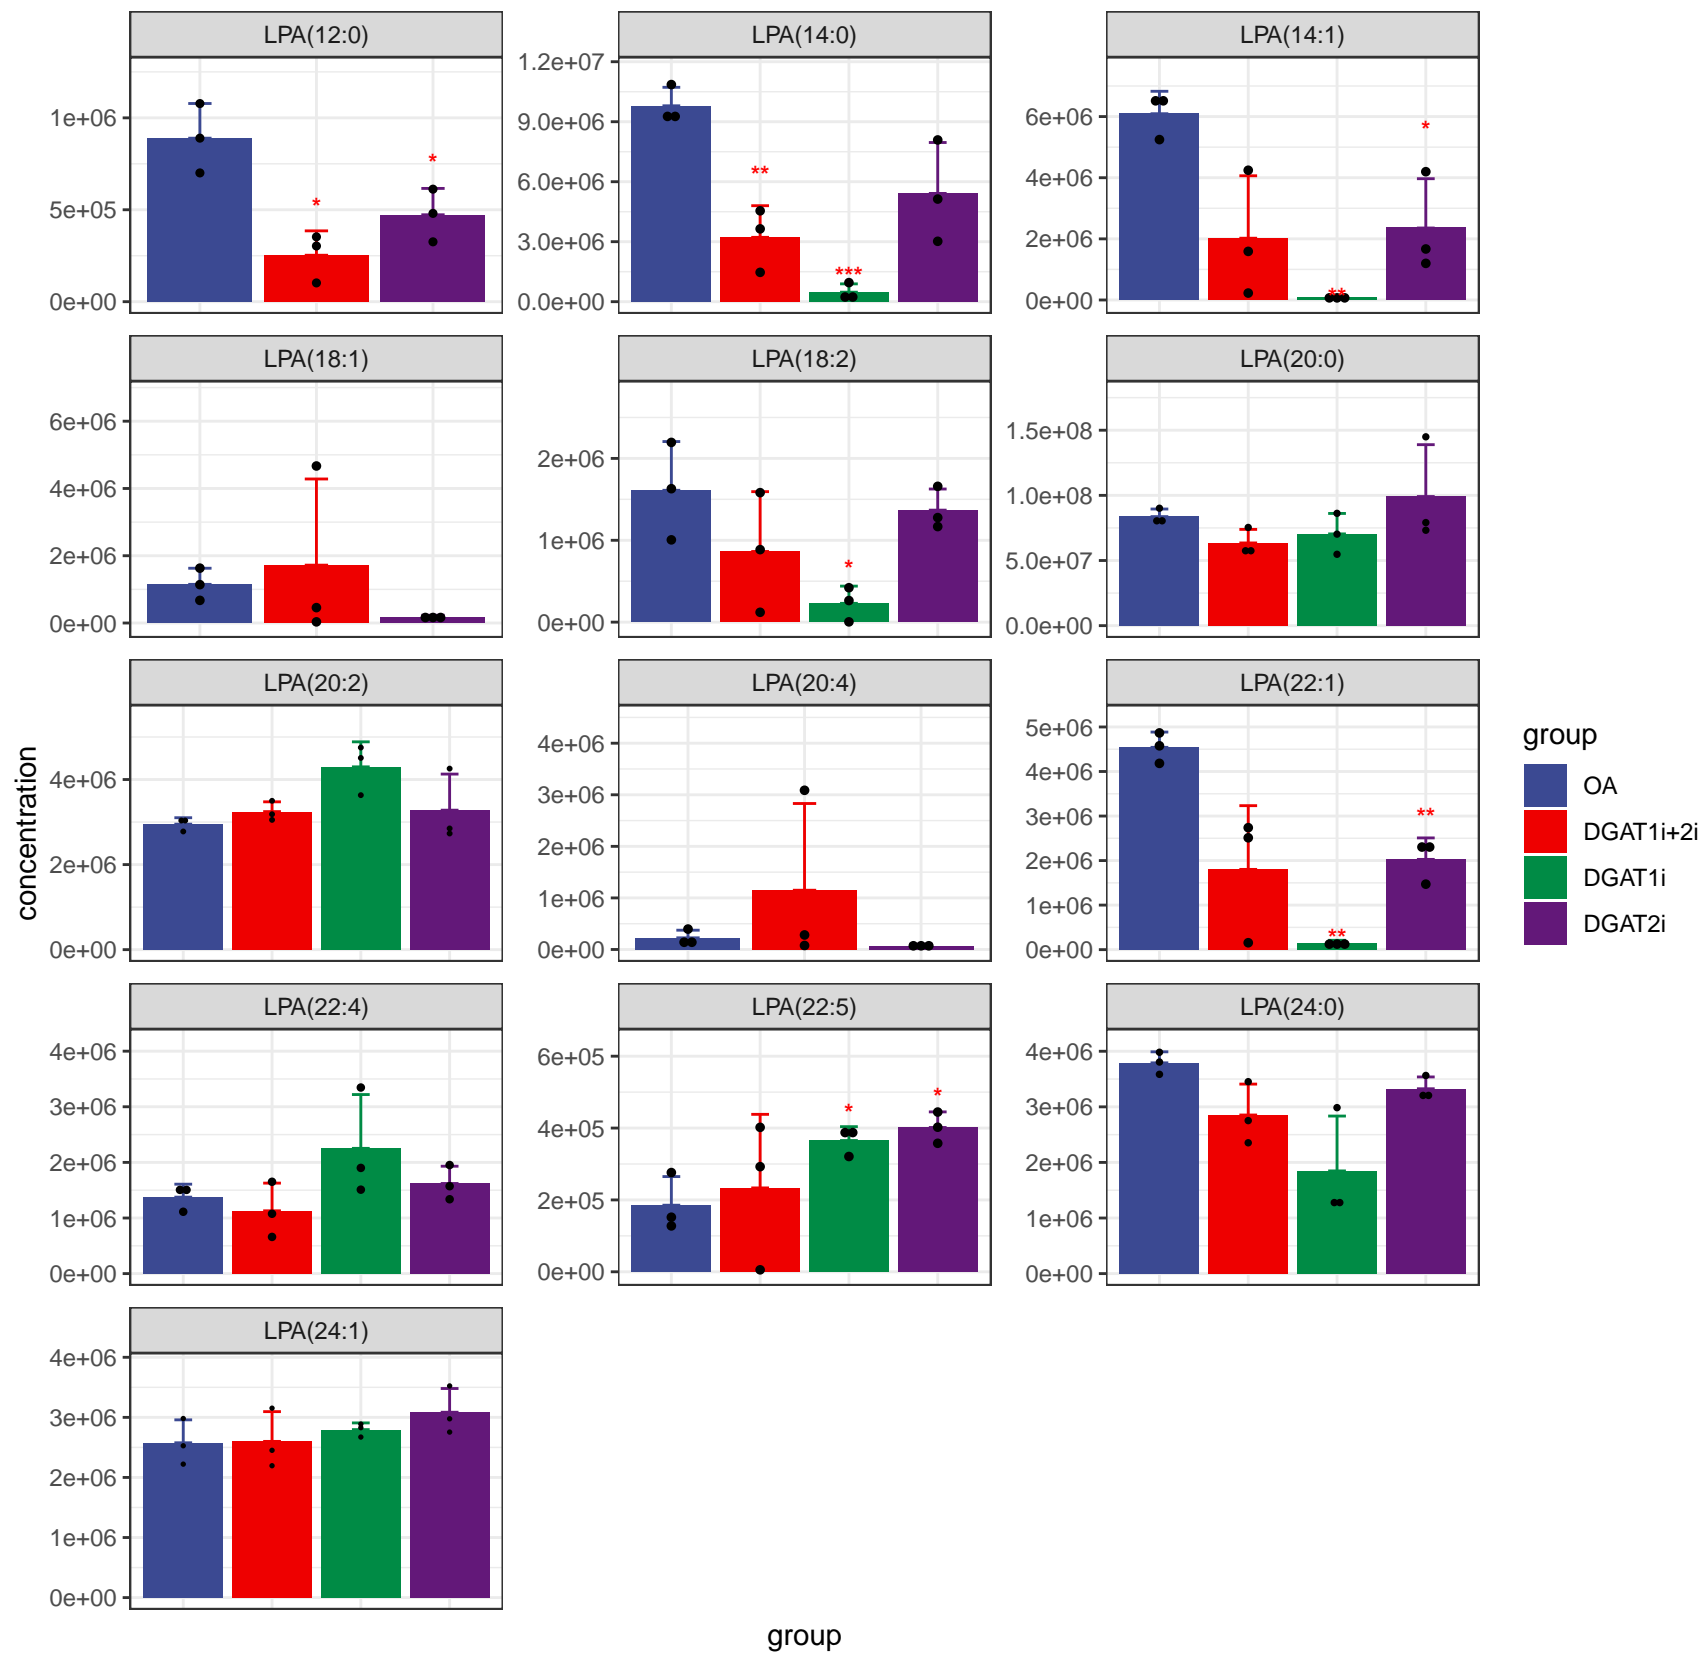 LPA(12:0)
LPA(14:0)
LPA(14:1)
1e+06
5e+05
0e+00
*
*
1.2e+07
9.0e+06
6.0e+06
3.0e+06
0.0e+00
**
***
6e+06
4e+06
2e+06
0e+00
**
*
LPA(18:1)
LPA(18:2)
LPA(20:0)
6e+06
4e+06
2e+06
0e+00
2e+06
1e+06
0e+00
*
1.5e+08
1.0e+08
5.0e+07
0.0e+00
LPA(20:2)
LPA(20:4)
LPA(22:1)
4e+06
2e+06
0e+00
4e+06
3e+06
2e+06
1e+06
0e+00
5e+06
4e+06
3e+06
2e+06
1e+06
0e+00
**
**
LPA(22:4)
LPA(22:5)
LPA(24:0)
4e+06
3e+06
2e+06
1e+06
0e+00
6e+05
4e+05
2e+05
0e+00
*
*
4e+06
3e+06
2e+06
1e+06
0e+00
LPA(24:1)
4e+06
3e+06
2e+06
1e+06
0e+00
concentration
group
group
OA
DGAT1i+2i
DGAT1i
DGAT2i